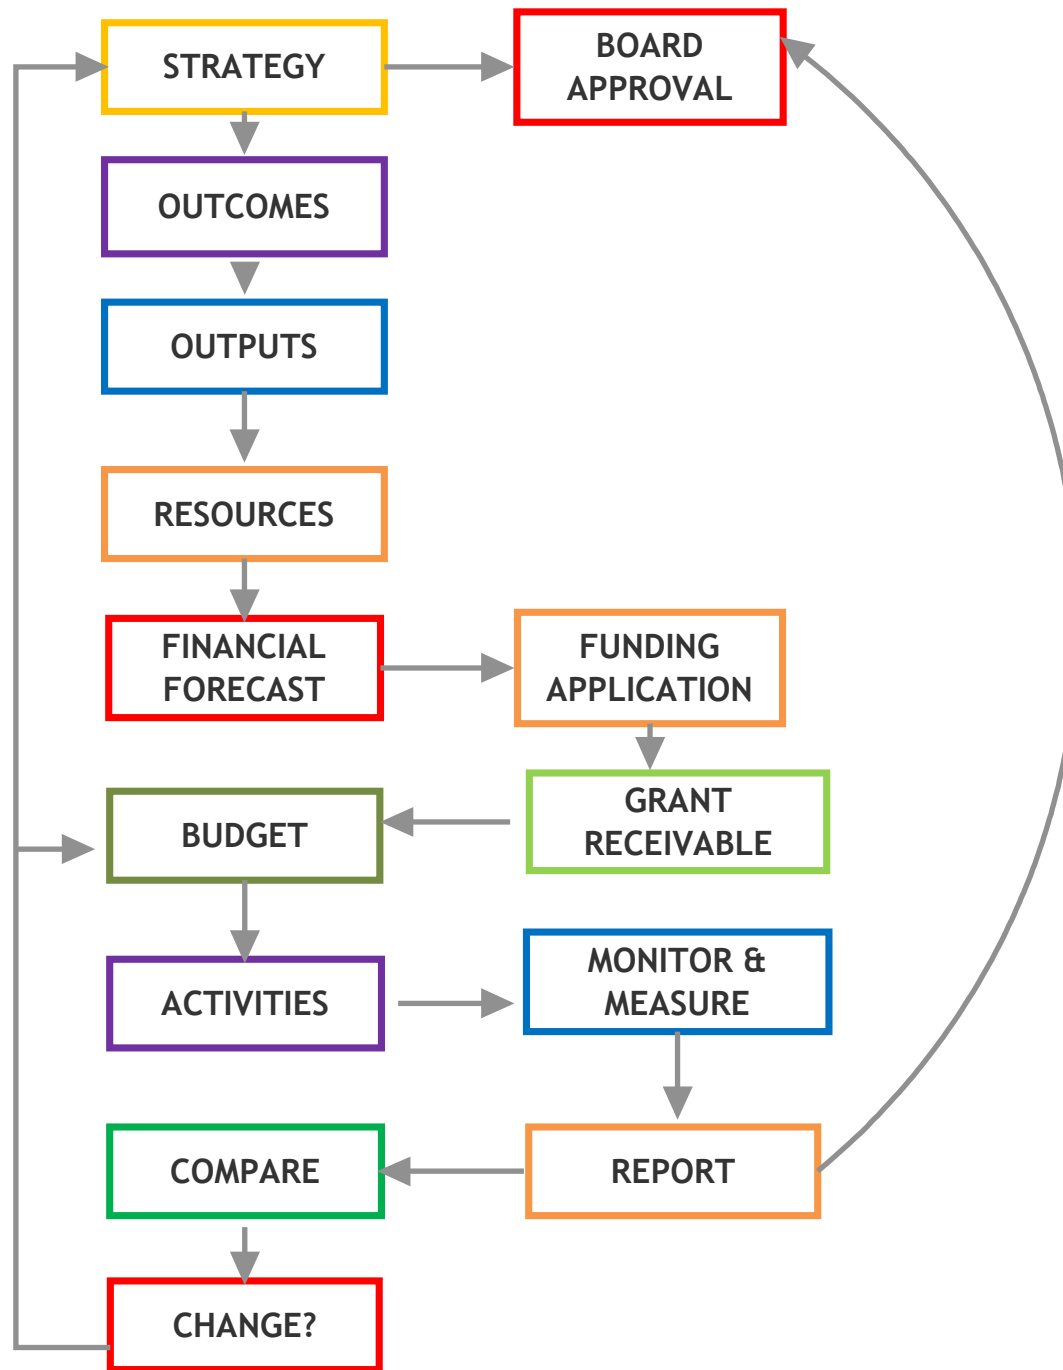 STRATEGY
BOARD
APPROVAL
OUTCOMES
OUTPUTS
RESOURCES
FINANCIAL
FORECAST
FUNDING
APPLICATION
GRANT
RECEIVABLE
BUDGET
MONITOR &
MEASURE
ACTIVITIES
COMPARE
REPORT
CHANGE?